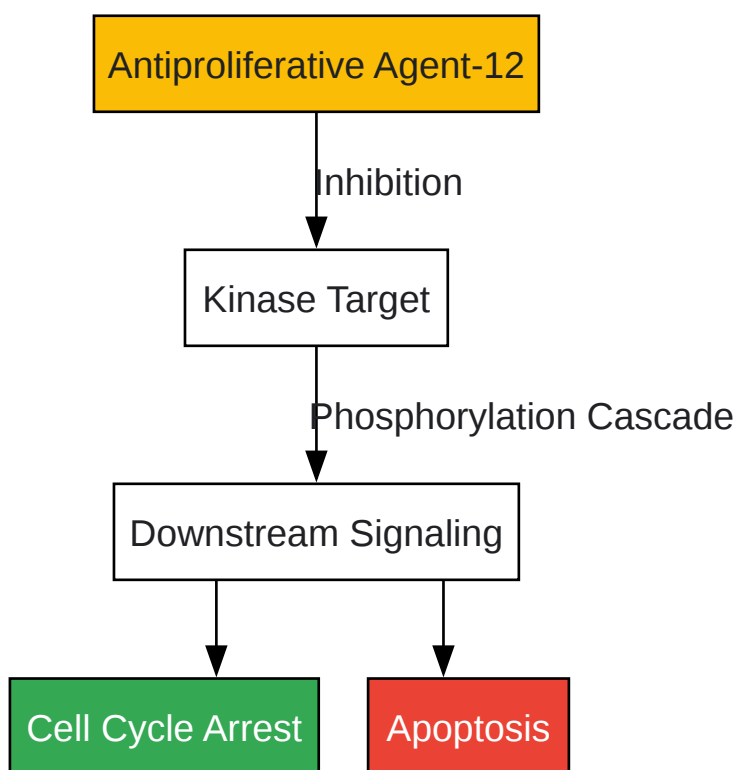 Antiproliferative Agent-12
Inhibition
Kinase Target
Phosphorylation Cascade
Downstream Signaling
Cell Cycle Arrest
Apoptosis